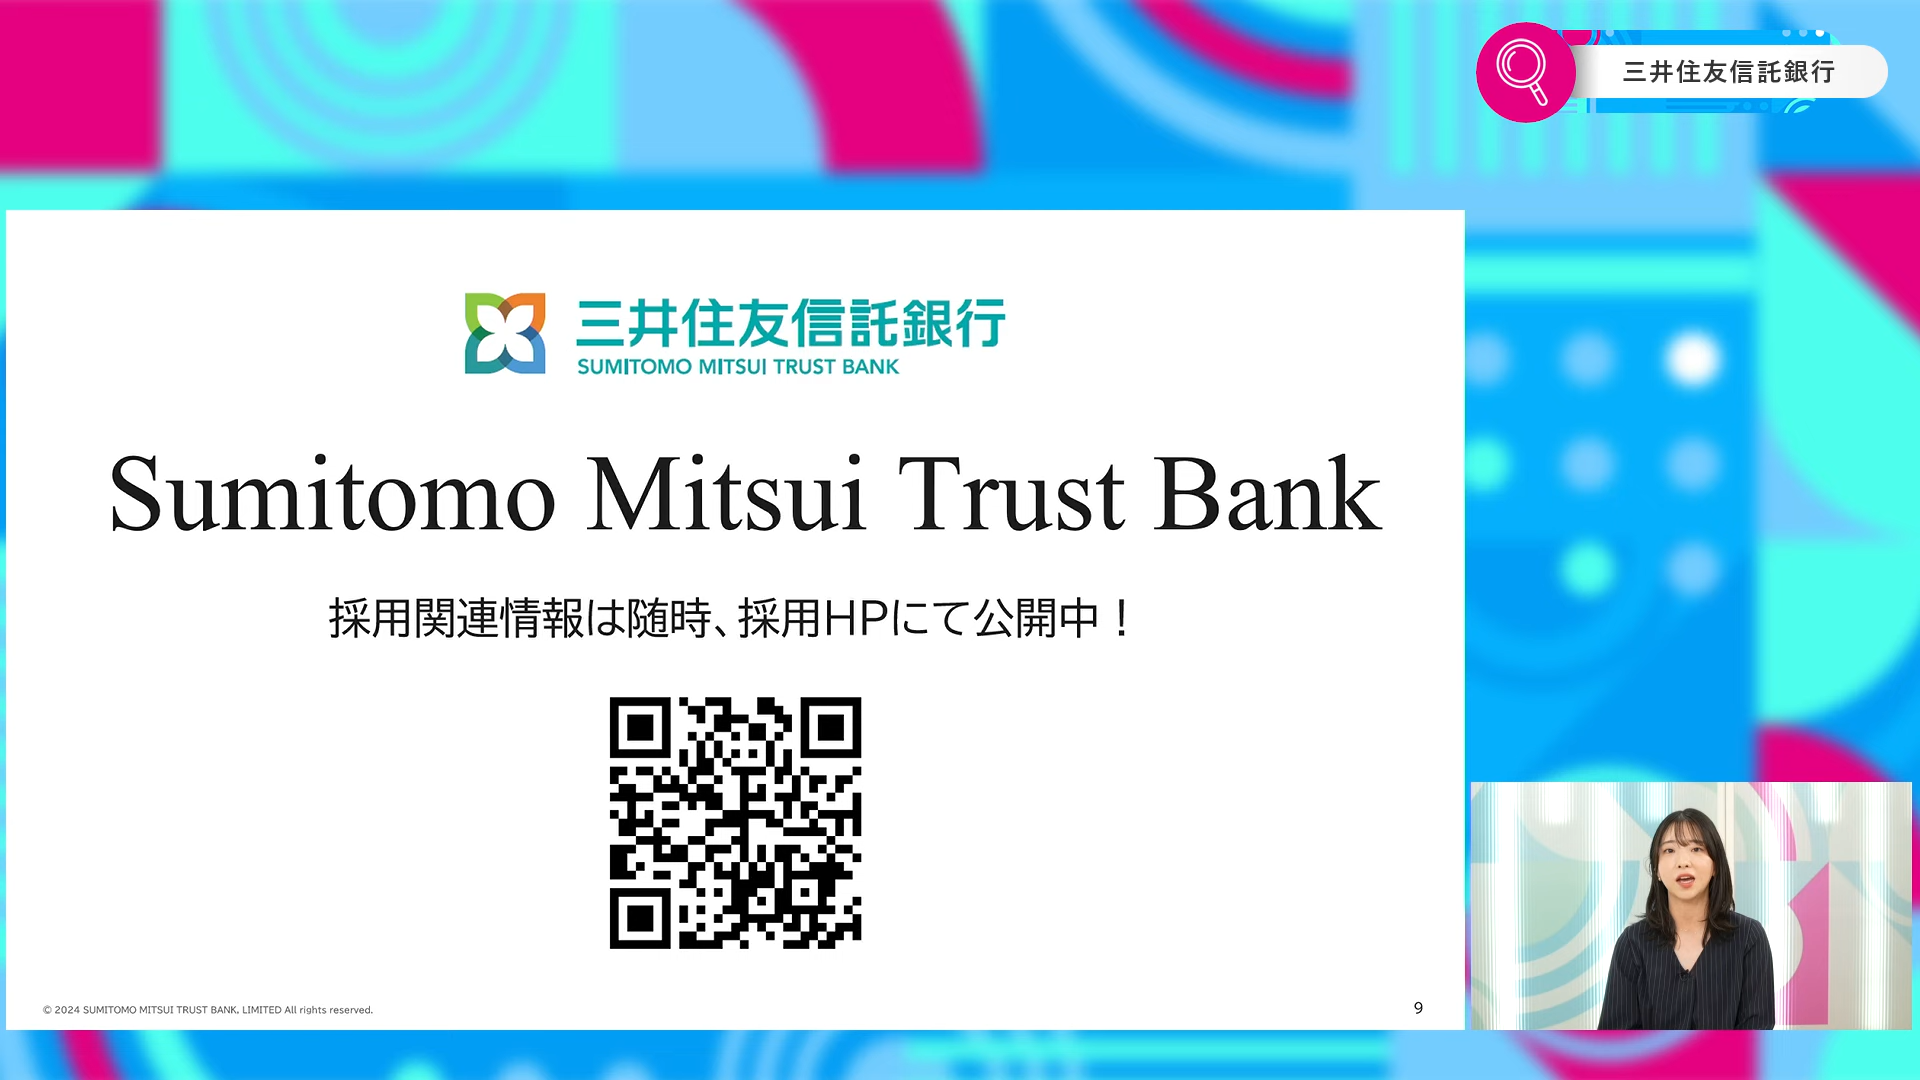 三井住友信託銀行
三井住友信託銀行
SUMITOMO MITSUI TRUST BANK
Sumitomo Mitsui Trust Bank
採用関連情報は随時、採用HPにて公開中！
© 2024 SUMITOMO MITSUI TRUST BANK, LIMITED All rights reserved.
9